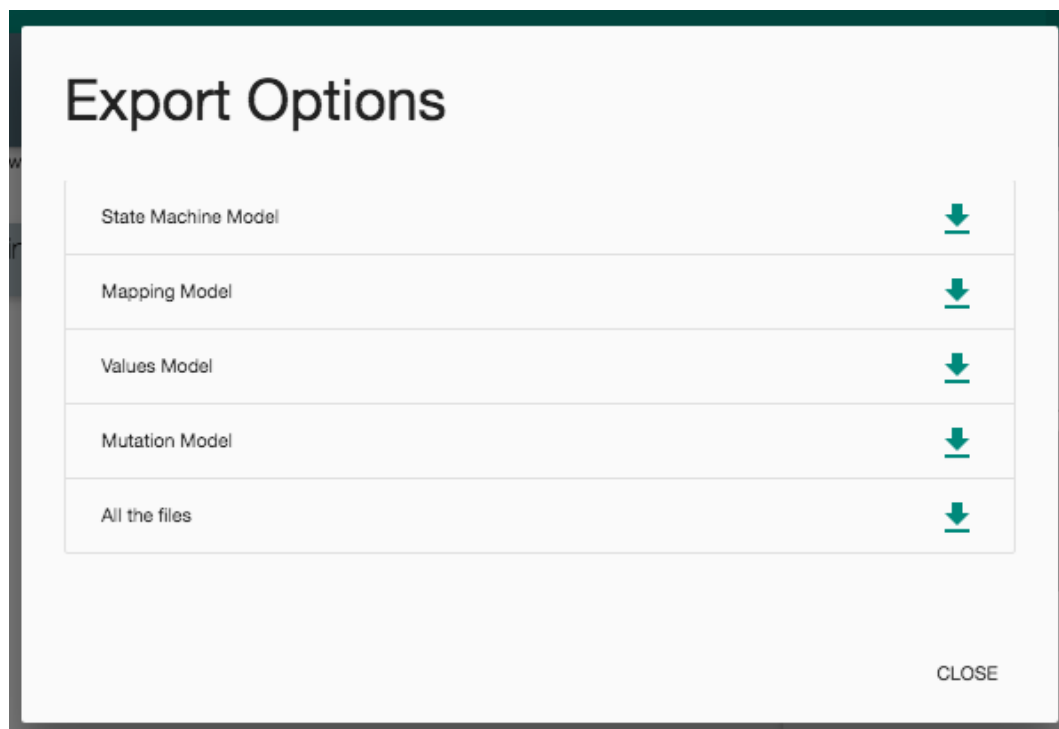 Export Options
State Machine Model
Mapping Model
Values Model
Mutation Model
All the files
CLOSE